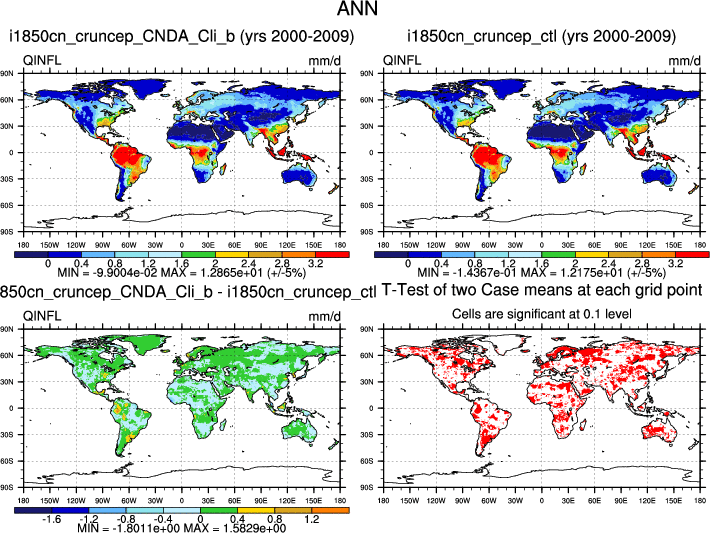 ANN
i1850cn_cruncep_CNDA_Cli_b (yrs 2000-2009)
QINFL mm/d
90N
60N
30N
0
30S
60S
90S
180 150W 120W 90W 60W 30W 0 30E 60E 90E 120E 150E 180
0 0.4 0.8 1.2 1.6 2 2.4 2.8 3.2
MIN = -9.9004e-02 MAX = 1.2865e+01 (+/-5%)
i1850cn_cruncep_ctl (yrs 2000-2009)
QINFL mm/d
90N
60N
30N
0
30S
60S
90S
180 150W 120W 90W 60W 30W 0 30E 60E 90E 120E 150E 180
0 0.4 0.8 1.2 1.6 2 2.4 2.8 3.2
MIN = -1.4367e-01 MAX = 1.2175e+01 (+/-5%)
850cn_cruncep_CNDA_Cli_b - i1850cn_cruncep_ctl
QINFL mm/d
90N
60N
30N
0
30S
60S
90S
180 150W 120W 90W 60W 30W 0 30E 60E 90E 120E 150E 180
-1.6 -1.2 -0.8 -0.4 0 0.4 0.8 1.2
MIN = -1.8011e+00 MAX = 1.5829e+00
T-Test of two Case means at each grid point
Cells are significant at 0.1 level
90N
60N
30N
0
30S
60S
90S
180 150W 120W 90W 60W 30W 0 30E 60E 90E 120E 150E 180